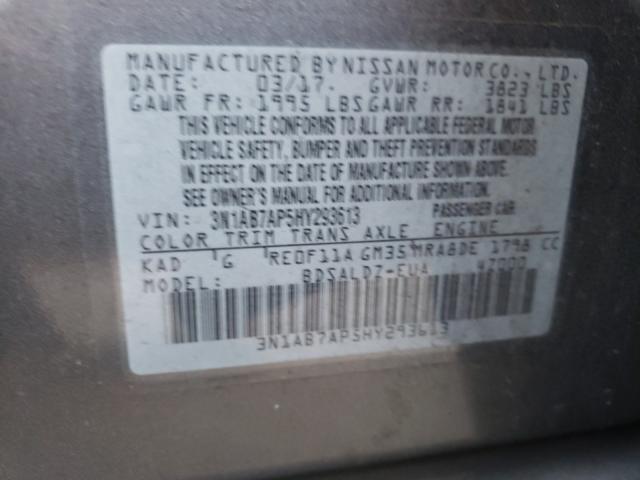 MANUFACTURED BY NISSAN MOTOR CO., LTD.
DATE: 03/17. GVWR: 3823 LBS
GAWR FR: 1995 LBS GAWR RR: 1841 LBS
THIS VEHICLE CONFORMS TO ALL APPLICABLE FEDERAL MOTOR
VEHICLE SAFETY, BUMPER AND THEFT PREVENTION STANDARDS
IN EFFECT ON THE DATE OF MANUFACTURE SHOWN ABOVE.
SEE OWNER'S MANUAL FOR ADDITIONAL INFORMATION.
VIN: 3N1AB7AP5HY293613 PASSENGER CAR
COLOR TRIM TRANS AXLE ENGINE
KAD G RE0F11A GM35 MRA8DE 1798 CC
MODEL: BDSALDZ-EUA 47000
3N1AB7AP5HY293613